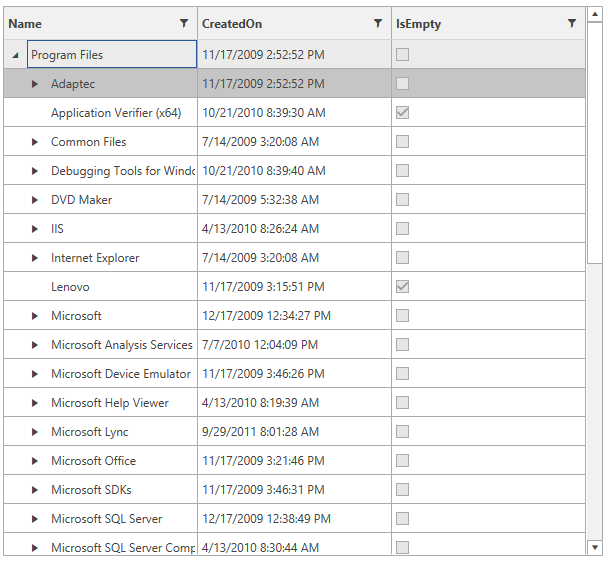 Name CreatedOn IsEmpty
Program Files 11/17/2009 2:52:52 PM
Adaptec 11/17/2009 2:52:52 PM
Application Verifier (x64) 10/21/2010 8:39:30 AM
Common Files 7/14/2009 3:20:08 AM
Debugging Tools for Windo 10/21/2010 8:39:40 AM
DVD Maker 7/14/2009 5:32:38 AM
IIS 4/13/2010 8:26:24 AM
Internet Explorer 7/14/2009 3:20:08 AM
Lenovo 11/17/2009 3:15:51 PM
Microsoft 12/17/2009 12:34:27 PM
Microsoft Analysis Services 7/7/2010 12:04:09 PM
Microsoft Device Emulator 11/17/2009 3:46:26 PM
Microsoft Help Viewer 4/13/2010 8:19:39 AM
Microsoft Lync 9/29/2011 8:01:28 AM
Microsoft Office 11/17/2009 3:21:46 PM
Microsoft SDKs 11/17/2009 3:46:31 PM
Microsoft SQL Server 12/17/2009 12:38:49 PM
Microsoft SQL Server Comp 4/13/2010 8:30:44 AM